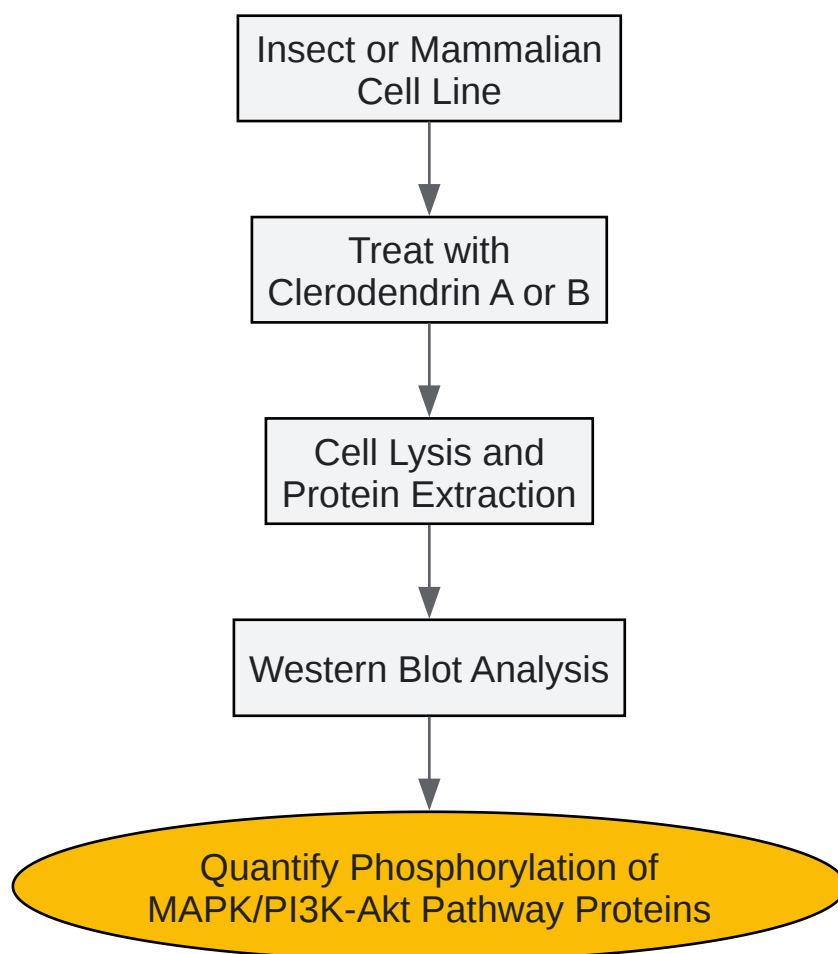 Insect or Mammalian
Cell Line
Treat with
Clerodendrin A or B
Cell Lysis and
Protein Extraction
Western Blot Analysis
Quantify Phosphorylation of
MAPK/PI3K-Akt Pathway Proteins